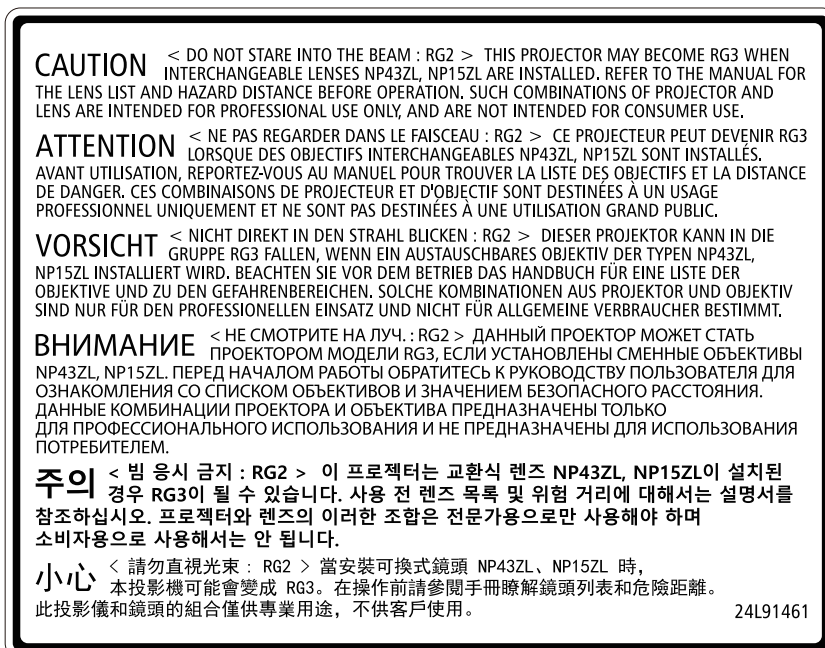 CAUTION < DO NOT STARE INTO THE BEAM : RG2 > THIS PROJECTOR MAY BECOME RG3 WHEN
INTERCHANGEABLE LENSES NP43ZL, NP15ZL ARE INSTALLED. REFER TO THE MANUAL FOR
THE LENS LIST AND HAZARD DISTANCE BEFORE OPERATION. SUCH COMBINATIONS OF PROJECTOR AND
LENS ARE INTENDED FOR PROFESSIONAL USE ONLY, AND ARE NOT INTENDED FOR CONSUMER USE.
ATTENTION < NE PAS REGARDER DANS LE FAISCEAU : RG2 > CE PROJECTEUR PEUT DEVENIR RG3
LORSQUE DES OBJECTIFS INTERCHANGEABLES NP43ZL, NP15ZL SONT INSTALLÉS.
AVANT UTILISATION, REPORTEZ-VOUS AU MANUEL POUR TROUVER LA LISTE DES OBJECTIFS ET LA DISTANCE
DE DANGER. CES COMBINAISONS DE PROJECTEUR ET D'OBJECTIF SONT DESTINÉES À UN USAGE
PROFESSIONNEL UNIQUEMENT ET NE SONT PAS DESTINÉES À UNE UTILISATION GRAND PUBLIC.
VORSICHT < NICHT DIREKT IN DEN STRAHL BLICKEN : RG2 > DIESER PROJEKTOR KANN IN DIE
GRUPPE RG3 FALLEN, WENN EIN AUSTAUSCHBARES OBJEKTIV DER TYPEN NP43ZL,
NP15ZL INSTALLIERT WIRD. BEACHTEN SIE VOR DEM BETRIEB DAS HANDBUCH FÜR EINE LISTE DER
OBJEKTIVE UND ZU DEN GEFAHRENBEREICHEN. SOLCHE KOMBINATIONEN AUS PROJEKTOR UND OBJEKTIV
SIND NUR FÜR DEN PROFESSIONELLEN EINSATZ UND NICHT FÜR ALLGEMEINE VERBRAUCHER BESTIMMT.
ВНИМАНИЕ < НЕ СМОТРИТЕ НА ЛУЧ. : RG2 > ДАННЫЙ ПРОЕКТОР МОЖЕТ СТАТЬ
ПРОЕКТОРОМ МОДЕЛИ RG3, ЕСЛИ УСТАНОВЛЕНЫ СМЕННЫЕ ОБЪЕКТИВЫ
NP43ZL, NP15ZL. ПЕРЕД НАЧАЛОМ РАБОТЫ ОБРАТИТЕСЬ К РУКОВОДСТВУ ПОЛЬЗОВАТЕЛЯ ДЛЯ
ОЗНАКОМЛЕНИЯ СО СПИСКОМ ОБЪЕКТИВОВ И ЗНАЧЕНИЕМ БЕЗОПАСНОГО РАССТОЯНИЯ.
ДАННЫЕ КОМБИНАЦИИ ПРОЕКТОРА И ОБЪЕКТИВА ПРЕДНАЗНАЧЕНЫ ТОЛЬКО
ДЛЯ ПРОФЕССИОНАЛЬНОГО ИСПОЛЬЗОВАНИЯ И НЕ ПРЕДНАЗНАЧЕНЫ ДЛЯ ИСПОЛЬЗОВАНИЯ
ПОТРЕБИТЕЛЕМ.
주의 < 빔 응시 금지 : RG2 > 이 프로젝터는 교환식 렌즈 NP43ZL, NP15ZL이 설치된
경우 RG3이 될 수 있습니다. 사용 전 렌즈 목록 및 위험 거리에 대해서는 설명서를
참조하십시오. 프로젝터와 렌즈의 이러한 조합은 전문가용으로만 사용해야 하며
소비자용으로 사용해서는 안 됩니다.
小心 < 請勿直視光束 : RG2 > 當安裝可換式鏡頭 NP43ZL、NP15ZL 時，
本投影機可能會變成 RG3。在操作前請參閱手冊瞭解鏡頭列表和危險距離。
此投影儀和鏡頭的組合僅供專業用途，不供客戶使用。
24L91461